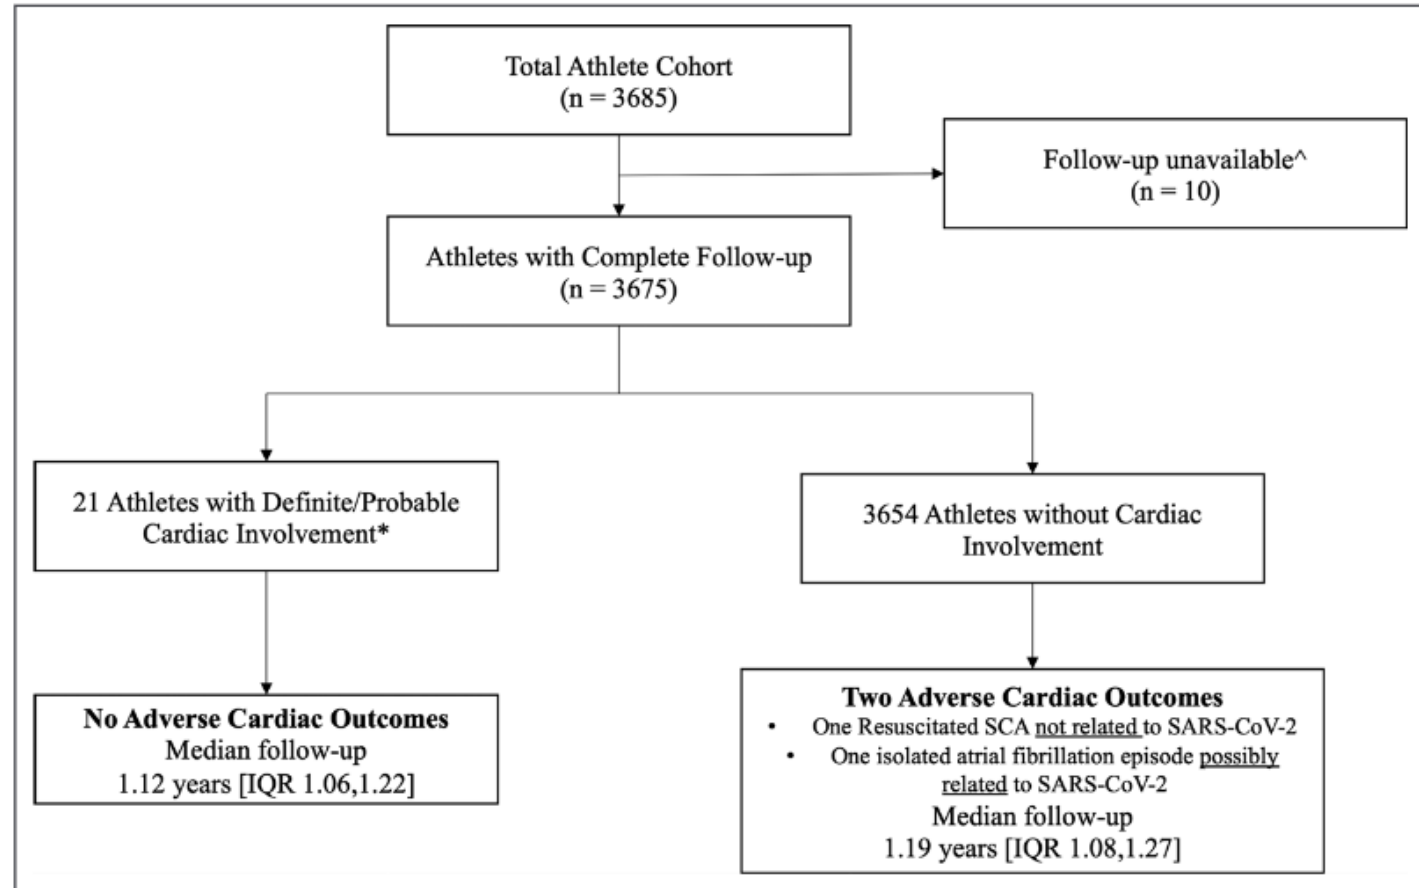 Total Athlete Cohort
(n = 3685)
Follow-up unavailable^
(n = 10)
Athletes with Complete Follow-up
(n = 3675)
21 Athletes with Definite/Probable
Cardiac Involvement*
3654 Athletes without Cardiac
Involvement
No Adverse Cardiac Outcomes
Median follow-up
1.12 years [IQR 1.06,1.22]
Two Adverse Cardiac Outcomes
• One Resuscitated SCA not related to SARS-CoV-2
• One isolated atrial fibrillation episode possibly
related to SARS-CoV-2
Median follow-up
1.19 years [IQR 1.08,1.27]